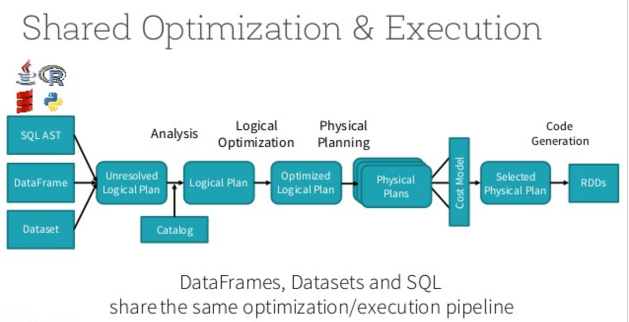 Shared Optimization & Execution
SQL AST
DataFrame
Dataset
Unresolved
Logical Plan
Analysis
Catalog
Logical Plan
Logical
Optimization
Optimized
Logical Plan
Physical
Planning
Physical
Plans
Cost Model
Selected
Physical Plan
Code
Generation
RDDs
DataFrames, Datasets and SQL
share the same optimization/execution pipeline